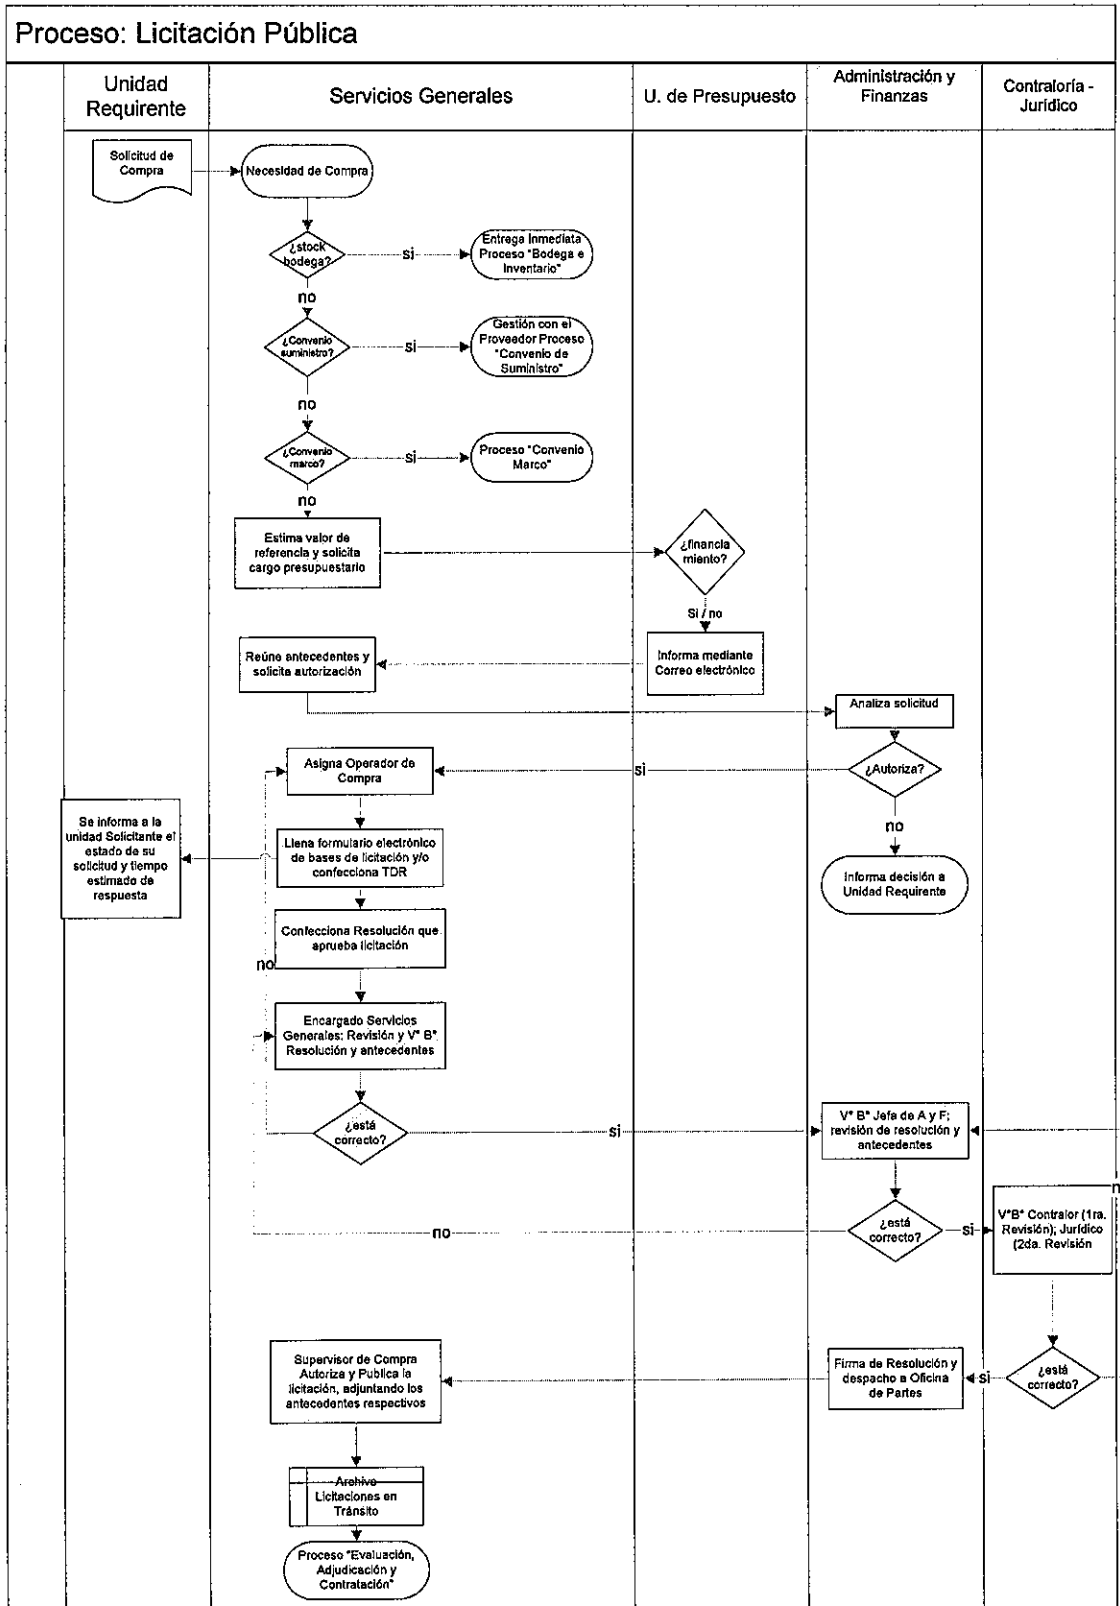 Proceso: Licitación Pública
Unidad
Requirente
Servicios Generales
U. de Presupuesto
Administración y
Finanzas
Contraloría -
Jurídico
Solicitud de
Compra
Necesidad de Compra
¿stock
bodega?
si
Entrega Inmediata
Proceso "Bodega e
Inventario"
no
¿Convenio
suministro?
si
Gestión con el
Proveedor Proceso
"Convenio de
Suministro"
no
¿Convenio
marco?
si
Proceso "Convenio
Marco"
no
Estima valor de
referencia y solicita
cargo presupuestario
¿financia
miento?
Si / no
Informa mediante
Correo electrónico
Reúne antecedentes y
solicita autorización
Analiza solicitud
¿Autoriza?
si
Asigna Operador de
Compra
no
Informa decisión a
Unidad Requirente
Llena formulario electrónico
de bases de licitación y/o
confecciona TDR
Se informa a la
unidad Solicitante el
estado de su
solicitud y tiempo
estimado de
respuesta
Confecciona Resolución que
aprueba licitación
no
Encargado Servicios
Generales: Revisión y V° B°
Resolución y antecedentes
¿está
correcto?
si
V° B° Jefa de A y F;
revisión de resolución y
antecedentes
¿está
correcto?
no
si
V°B° Contralor (1ra.
Revisión); Jurídico
(2da. Revisión
n
¿está
correcto?
si
Firma de Resolución y
despacho a Oficina
de Partes
Supervisor de Compra
Autoriza y Publica la
licitación, adjuntando los
antecedentes respectivos
Archivo
Licitaciones en
Tránsito
Proceso "Evaluación,
Adjudicación y
Contratación"